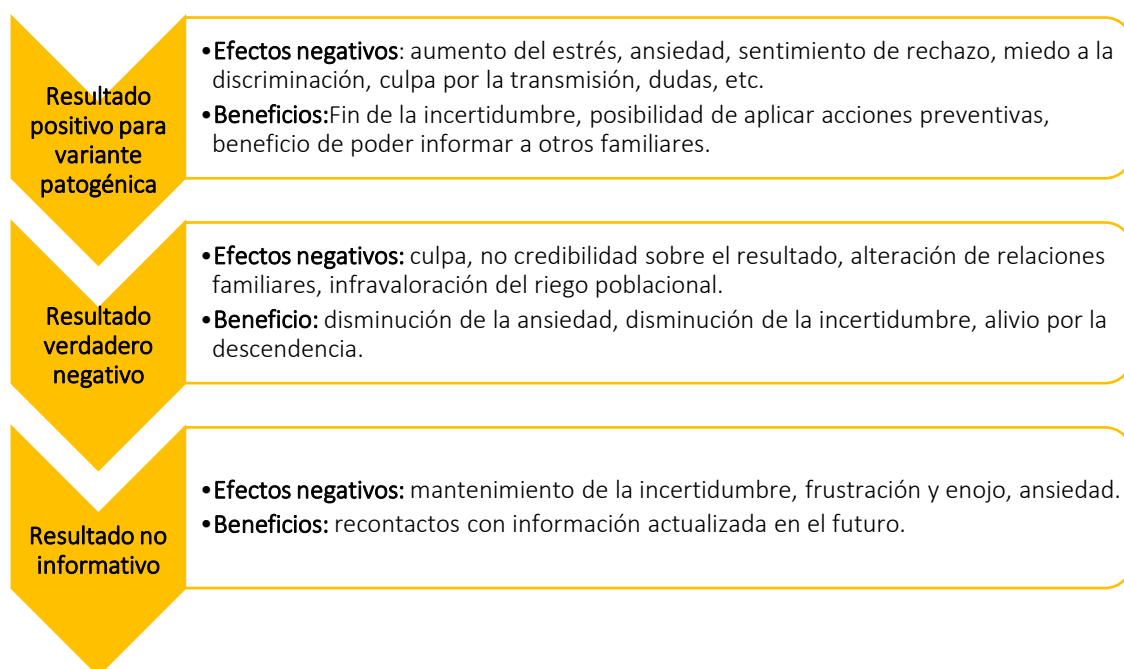 Resultado
positivo para
variante
patogénica
•Efectos negativos: aumento del estrés, ansiedad, sentimiento de rechazo, miedo a la
discriminación, culpa por la transmisión, dudas, etc.
•Beneficios:Fin de la incertidumbre, posibilidad de aplicar acciones preventivas,
beneficio de poder informar a otros familiares.
Resultado
verdadero
negativo
•Efectos negativos: culpa, no credibilidad sobre el resultado, alteración de relaciones
familiares, infravaloración del riego poblacional.
•Beneficio: disminución de la ansiedad, disminución de la incertidumbre, alivio por la
descendencia.
Resultado no
informativo
•Efectos negativos: mantenimiento de la incertidumbre, frustración y enojo, ansiedad.
•Beneficios: recontactos con información actualizada en el futuro.